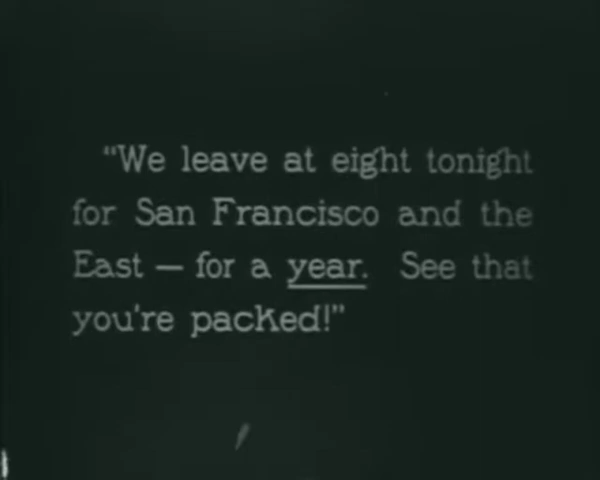 "We leave at eight tonight
for San Francisco and the
East — for a year. See that
you're packed!"